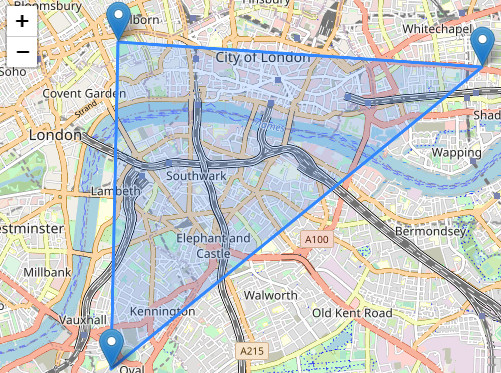 Bloomsbury
Finsbury
+
lborn
Whitechapel
−
Soho
City of London
Covent Garden
Strand
Shad
London
Wapping
Lambeth
Southwark
estminster
Bermondsey
Elephant and
Castle
A100
Millbank
Walworth
Kennington
Old Kent Road
Vauxhall
A215
Oval